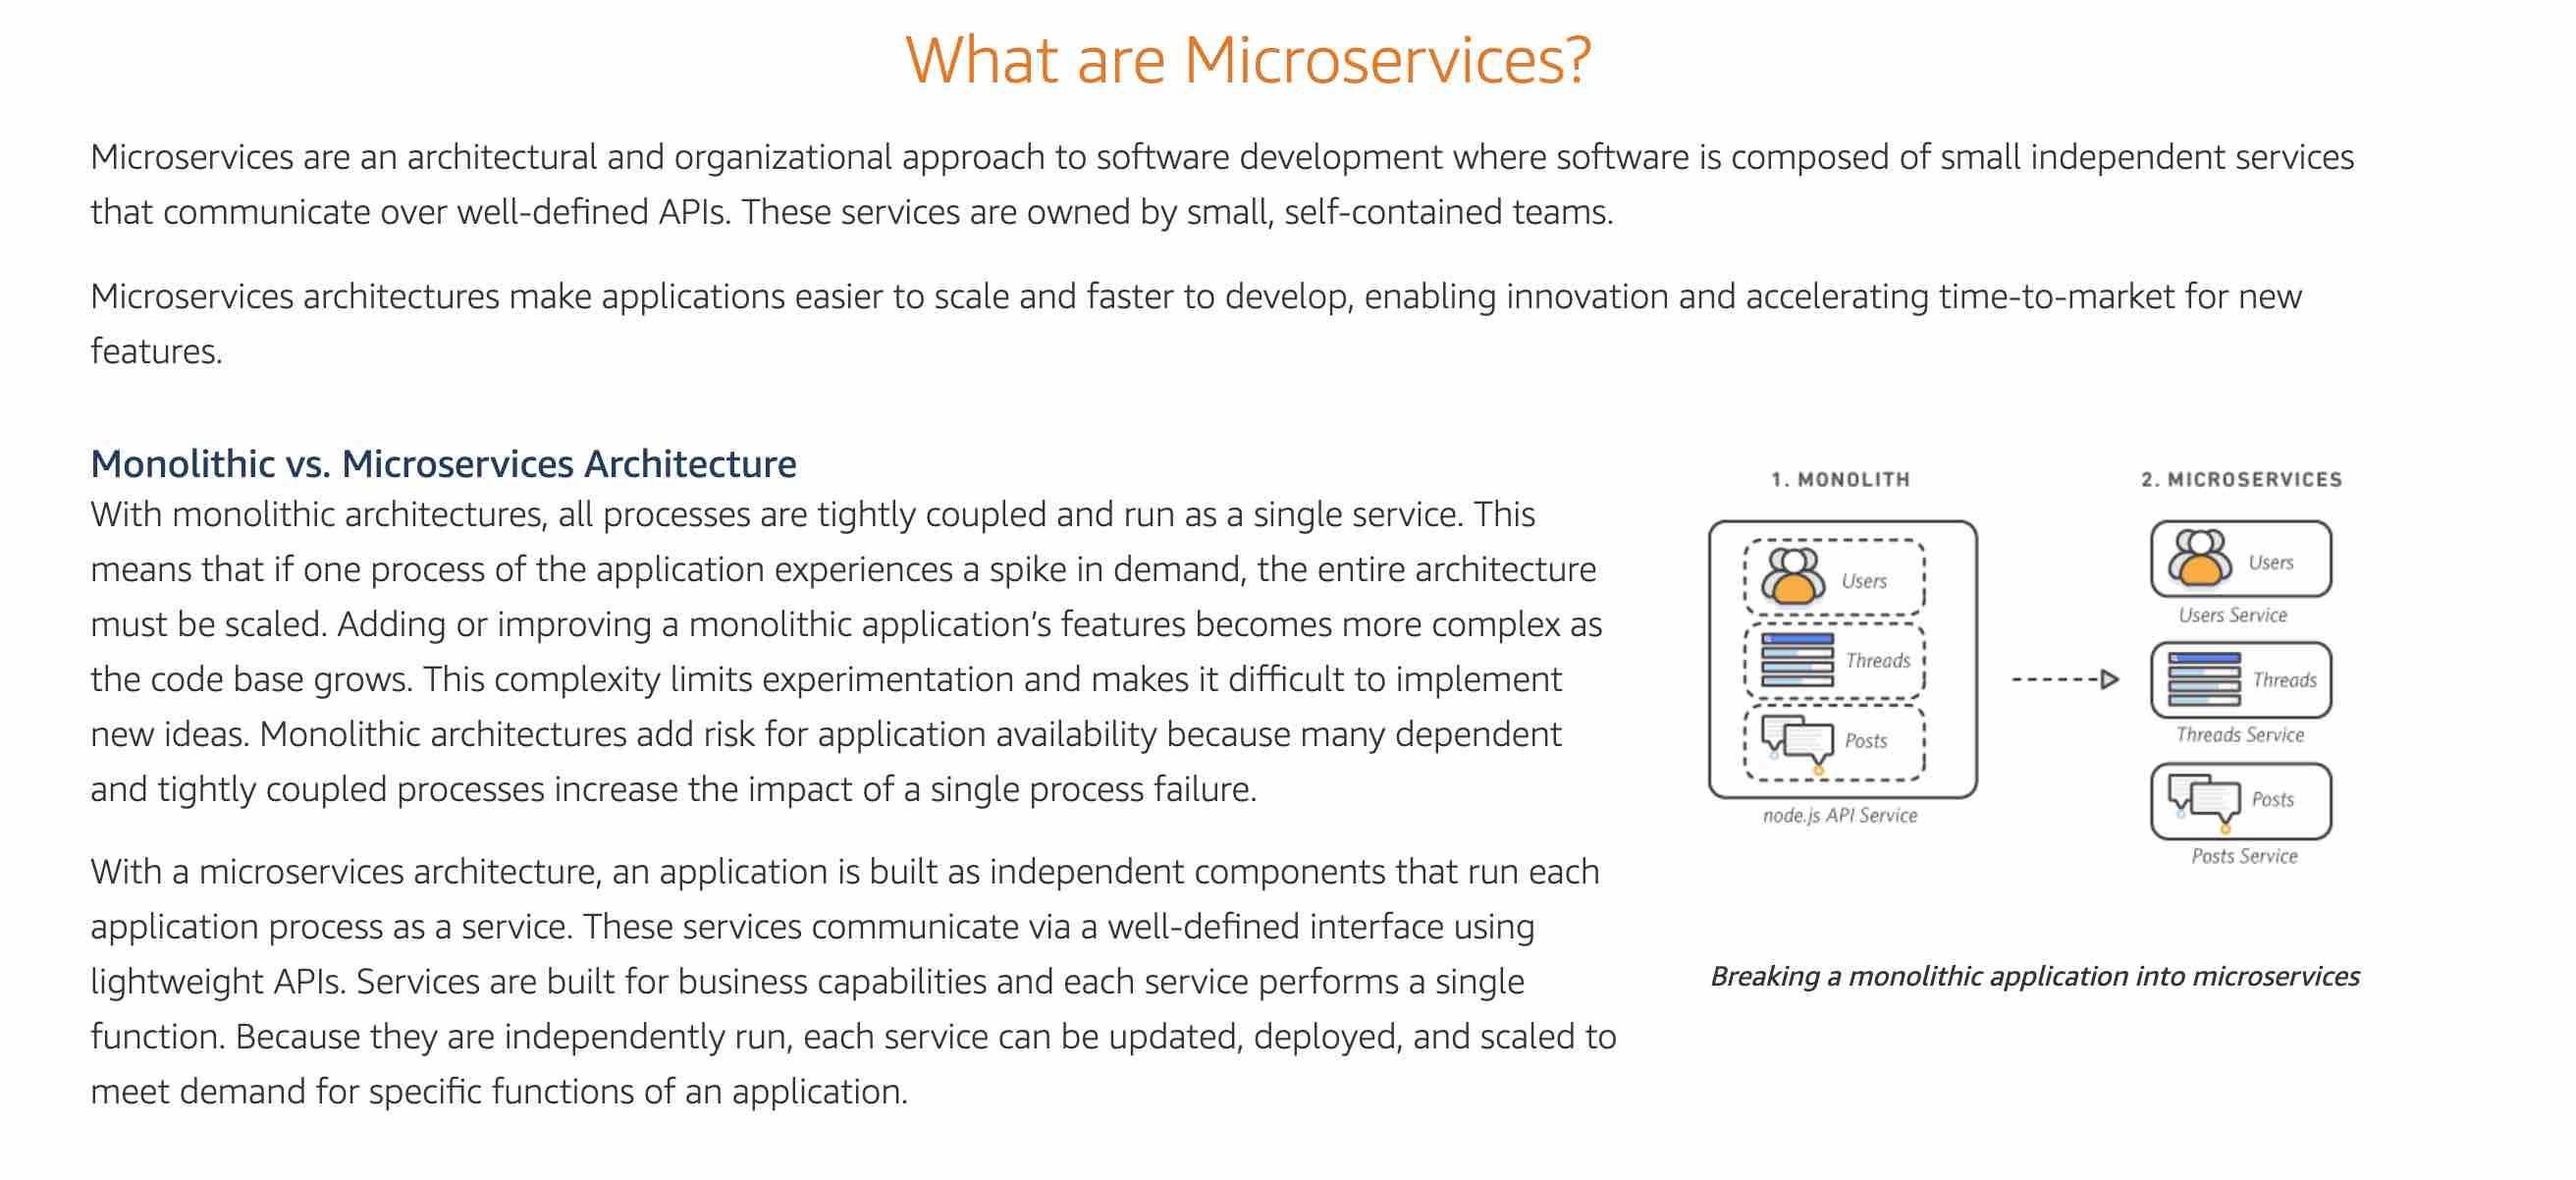 What are Microservices?
Microservices are an architectural and organizational approach to software development where software is composed of small independent services
that communicate over well-defined APIs. These services are owned by small, self-contained teams.
Microservices architectures make applications easier to scale and faster to develop, enabling innovation and accelerating time-to-market for new
features.
Monolithic vs. Microservices Architecture
With monolithic architectures, all processes are tightly coupled and run as a single service. This
means that if one process of the application experiences a spike in demand, the entire architecture
must be scaled. Adding or improving a monolithic application’s features becomes more complex as
the code base grows. This complexity limits experimentation and makes it difficult to implement
new ideas. Monolithic architectures add risk for application availability because many dependent
and tightly coupled processes increase the impact of a single process failure.
With a microservices architecture, an application is built as independent components that run each
application process as a service. These services communicate via a well-defined interface using
lightweight APIs. Services are built for business capabilities and each service performs a single
function. Because they are independently run, each service can be updated, deployed, and scaled to
meet demand for specific functions of an application.
1. MONOLITH
Users
Threads
Posts
node.js API Service
2. MICROSERVICES
Users
Users Service
Threads
Threads Service
Posts
Posts Service
Breaking a monolithic application into microservices